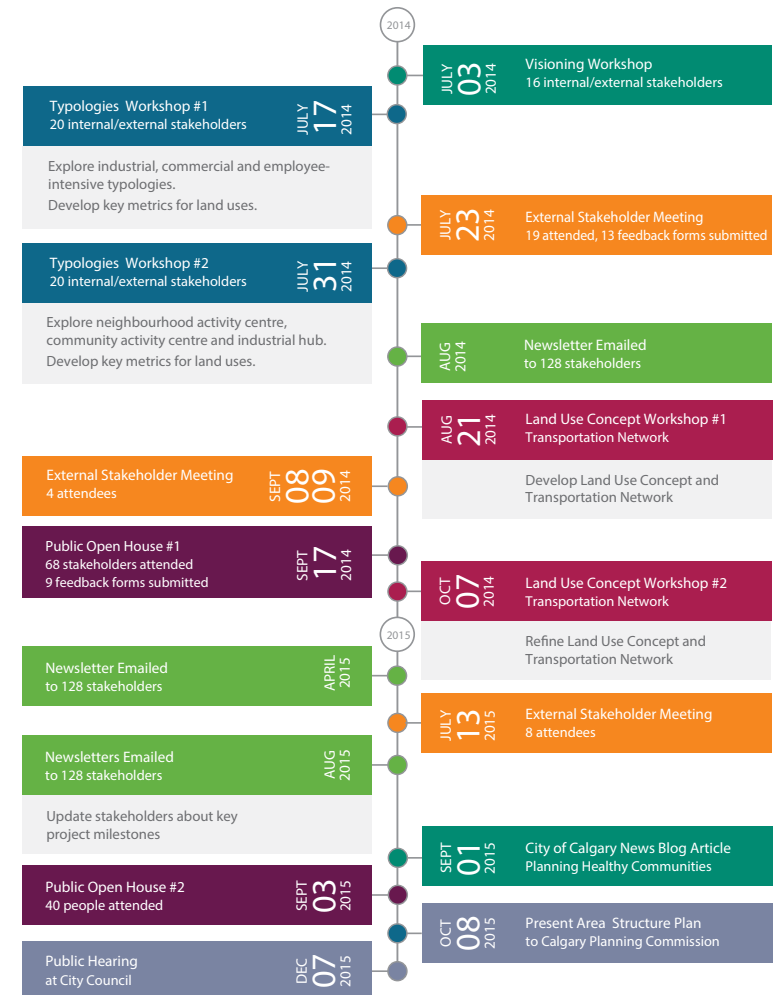 2014
JULY
03
2014
Visioning Workshop
16 internal/external stakeholders
Typologies Workshop #1
20 internal/external stakeholders
JULY
17
2014
Explore industrial, commercial and employee-
intensive typologies.
Develop key metrics for land uses.
JULY
23
2014
External Stakeholder Meeting
19 attended, 13 feedback forms submitted
Typologies Workshop #2
20 internal/external stakeholders
JULY
31
2014
Explore neighbourhood activity centre,
community activity centre and industrial hub.
Develop key metrics for land uses.
AUG
2014
Newsletter Emailed
to 128 stakeholders
AUG
21
2014
Land Use Concept Workshop #1
Transportation Network
Develop Land Use Concept and
Transportation Network
External Stakeholder Meeting
4 attendees
SEPT
08
09
2014
Public Open House #1
68 stakeholders attended
9 feedback forms submitted
SEPT
17
2014
OCT
07
2014
Land Use Concept Workshop #2
Transportation Network
Refine Land Use Concept and
Transportation Network
2015
Newsletter Emailed
to 128 stakeholders
APRIL
2015
JULY
13
2015
External Stakeholder Meeting
8 attendees
Newsletters Emailed
to 128 stakeholders
AUG
2015
Update stakeholders about key
project milestones
SEPT
01
2015
City of Calgary News Blog Article
Planning Healthy Communities
Public Open House #2
40 people attended
SEPT
03
2015
OCT
08
2015
Present Area Structure Plan
to Calgary Planning Commission
Public Hearing
at City Council
DEC
07
2015